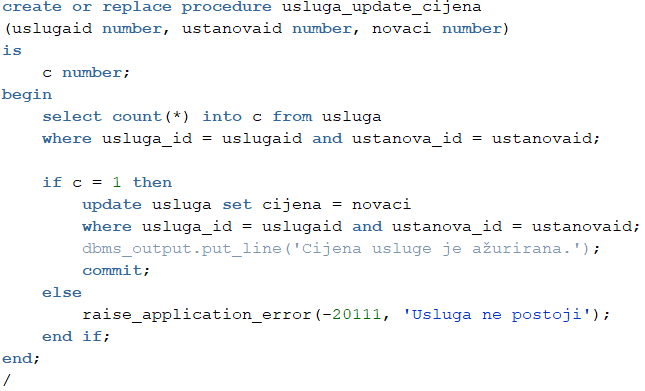 create or replace procedure usluga_update_cijena
(uslugaid number, ustanovaid number, novaci number)
is
    c number;
begin
    select count(*) into c from usluga
    where usluga_id = uslugaid and ustanova_id = ustanovaid;

    if c = 1 then
        update usluga set cijena = novaci
        where usluga_id = uslugaid and ustanova_id = ustanovaid;
        dbms_output.put_line('Cijena usluge je ažurirana.');
        commit;
    else
        raise_application_error(-20111, 'Usluga ne postoji');
    end if;
end;
/